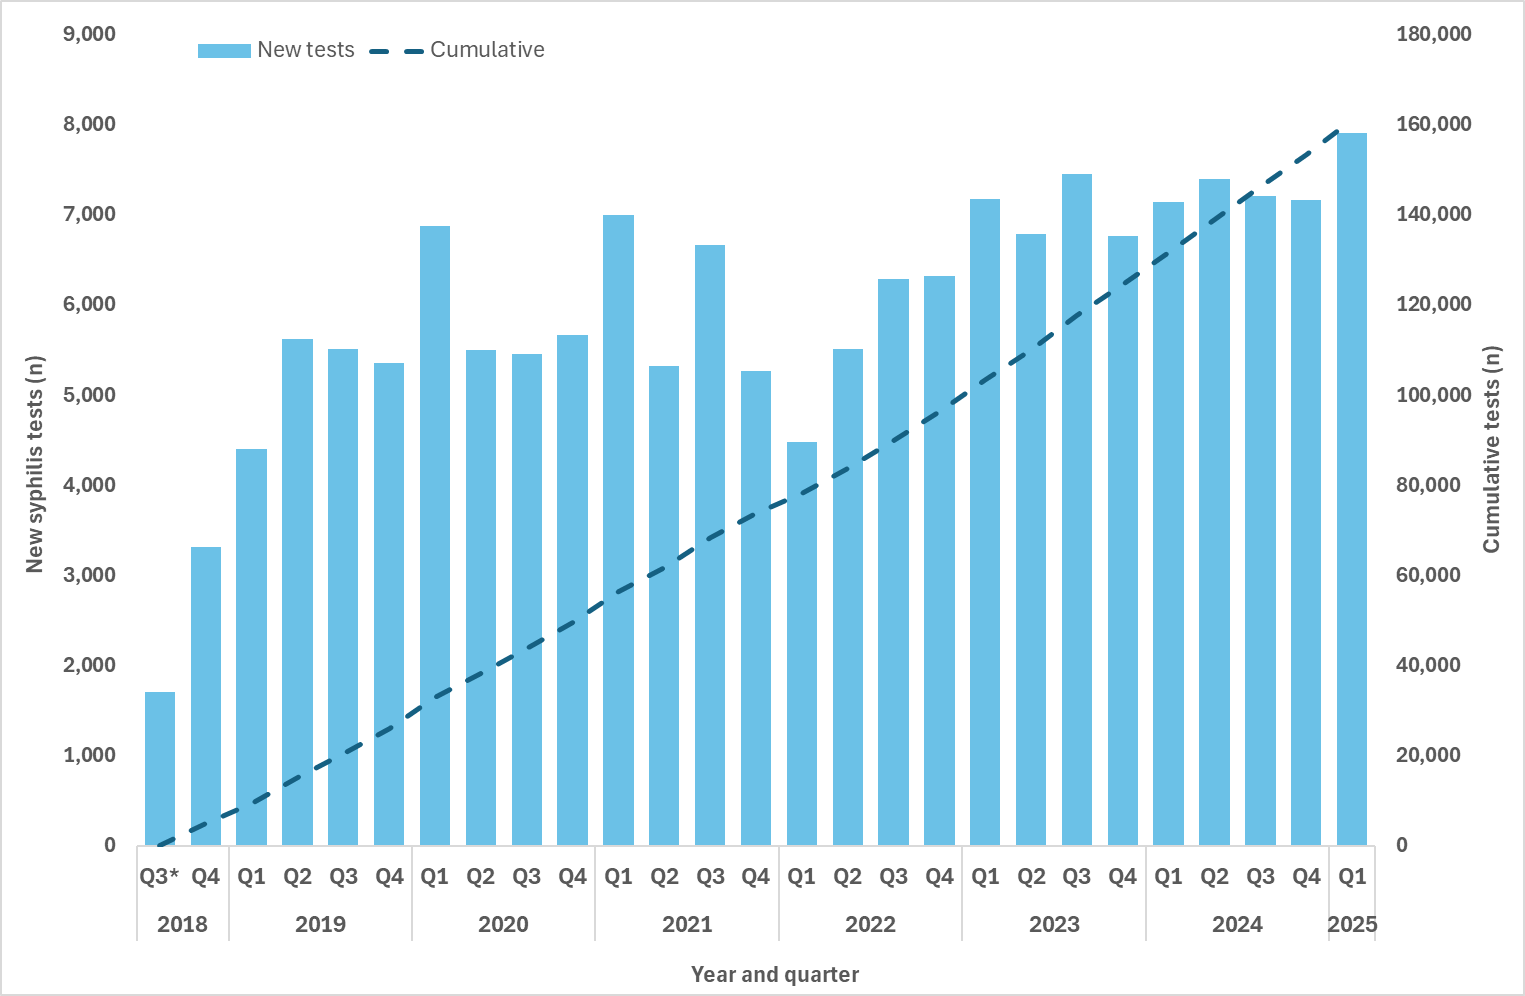 9,000
8,000
7,000
6,000
5,000
4,000
3,000
2,000
1,000
0
New syphilis tests (n)
New tests
Cumulative
180,000
160,000
140,000
120,000
100,000
80,000
60,000
40,000
20,000
0
Cumulative tests (n)
Q3* Q4 Q1 Q2 Q3 Q4 Q1 Q2 Q3 Q4 Q1 Q2 Q3 Q4 Q1 Q2 Q3 Q4 Q1 Q2 Q3 Q4 Q1 Q2 Q3 Q4 Q1
2018 2019 2020 2021 2022 2023 2024 2025
Year and quarter